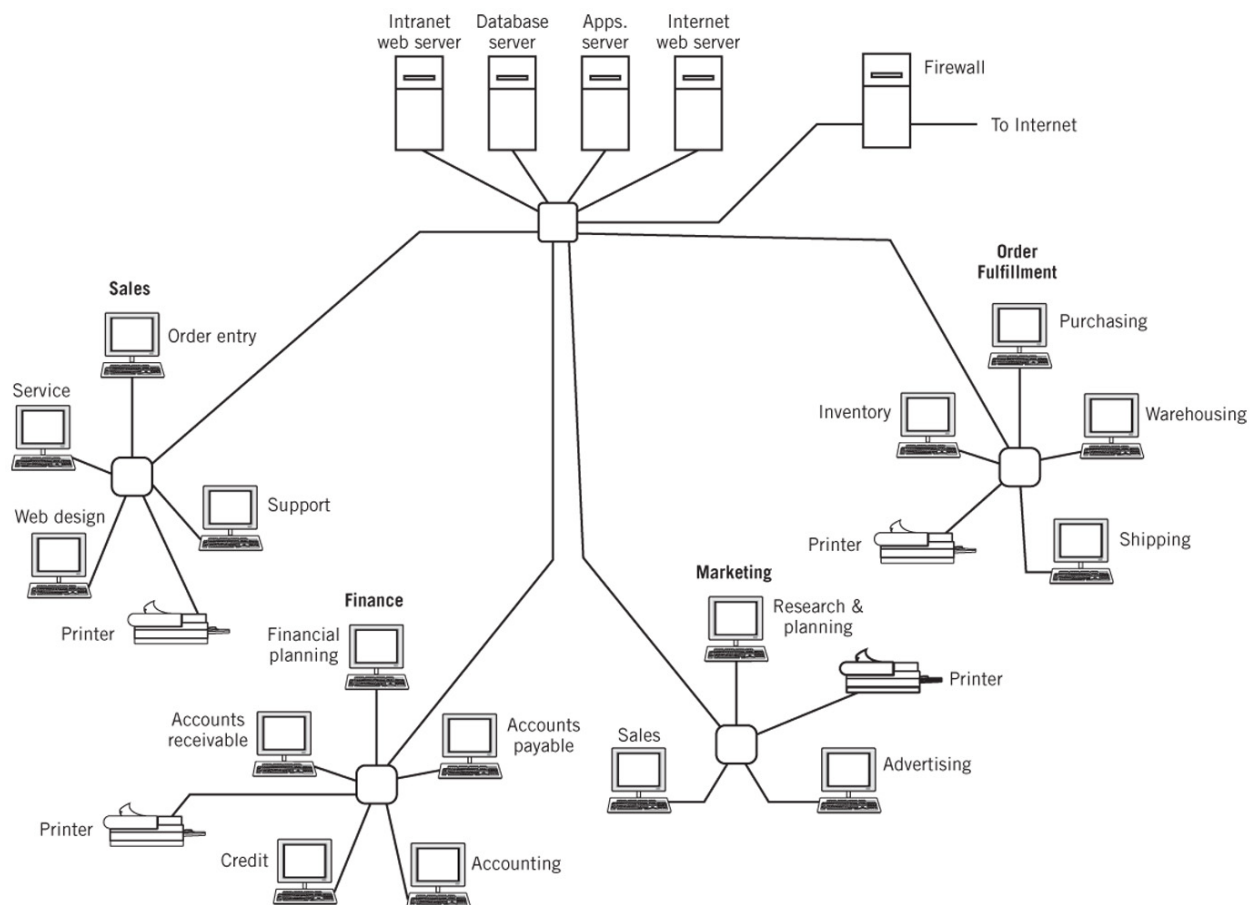 Intranet
web server
Database
server
Apps.
server
Internet
web server
Firewall
To Internet
Sales
Order entry
Service
Support
Web design
Printer
Order
Fulfillment
Purchasing
Inventory
Warehousing
Printer
Shipping
Finance
Financial
planning
Accounts
receivable
Accounts
payable
Printer
Credit
Accounting
Marketing
Research &
planning
Printer
Sales
Advertising